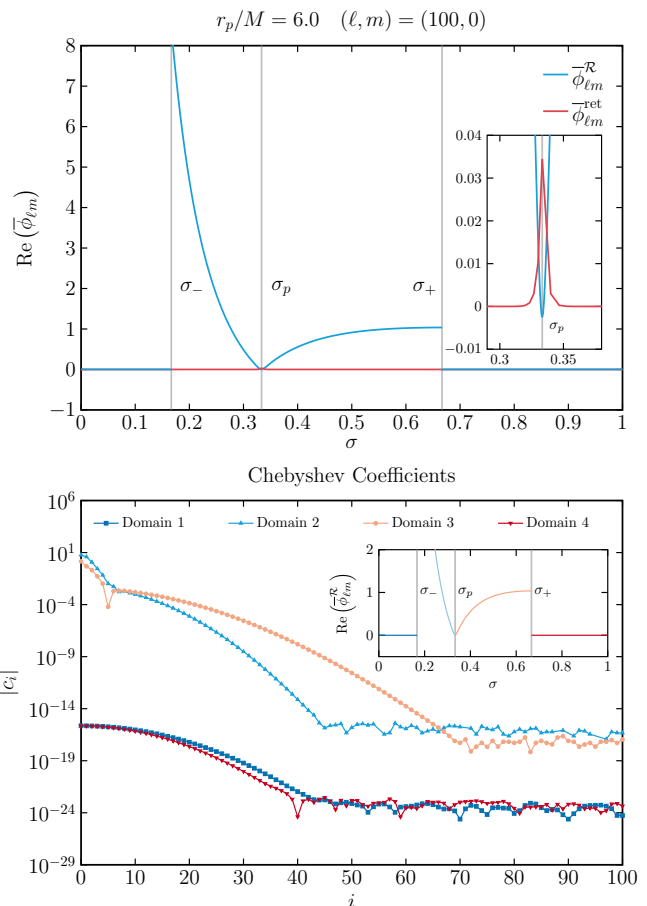 r_p/M = 6.0 (ℓ, m) = (100, 0)
8
7
6
5
4
3
2
1
0
−1
Re (ϕ̅_ℓm)
ϕ̅^ℛ_ℓm
ϕ̅^ret_ℓm
σ_− σ_p σ_+
0.04
0.03
0.02
0.01
0
−0.01
0.3 0.35
σ_p
0 0.1 0.2 0.3 0.4 0.5 0.6 0.7 0.8 0.9 1
σ
Chebyshev Coefficients
10^6
10^1
10^−4
10^−9
10^−14
10^−19
10^−24
10^−29
|c_i|
Domain 1 Domain 2 Domain 3 Domain 4
2
1
0
Re (ϕ̅^ℛ_ℓm)
σ_− σ_p σ_+
0 0.2 0.4 0.6 0.8 1
σ
0 10 20 30 40 50 60 70 80 90 100
i